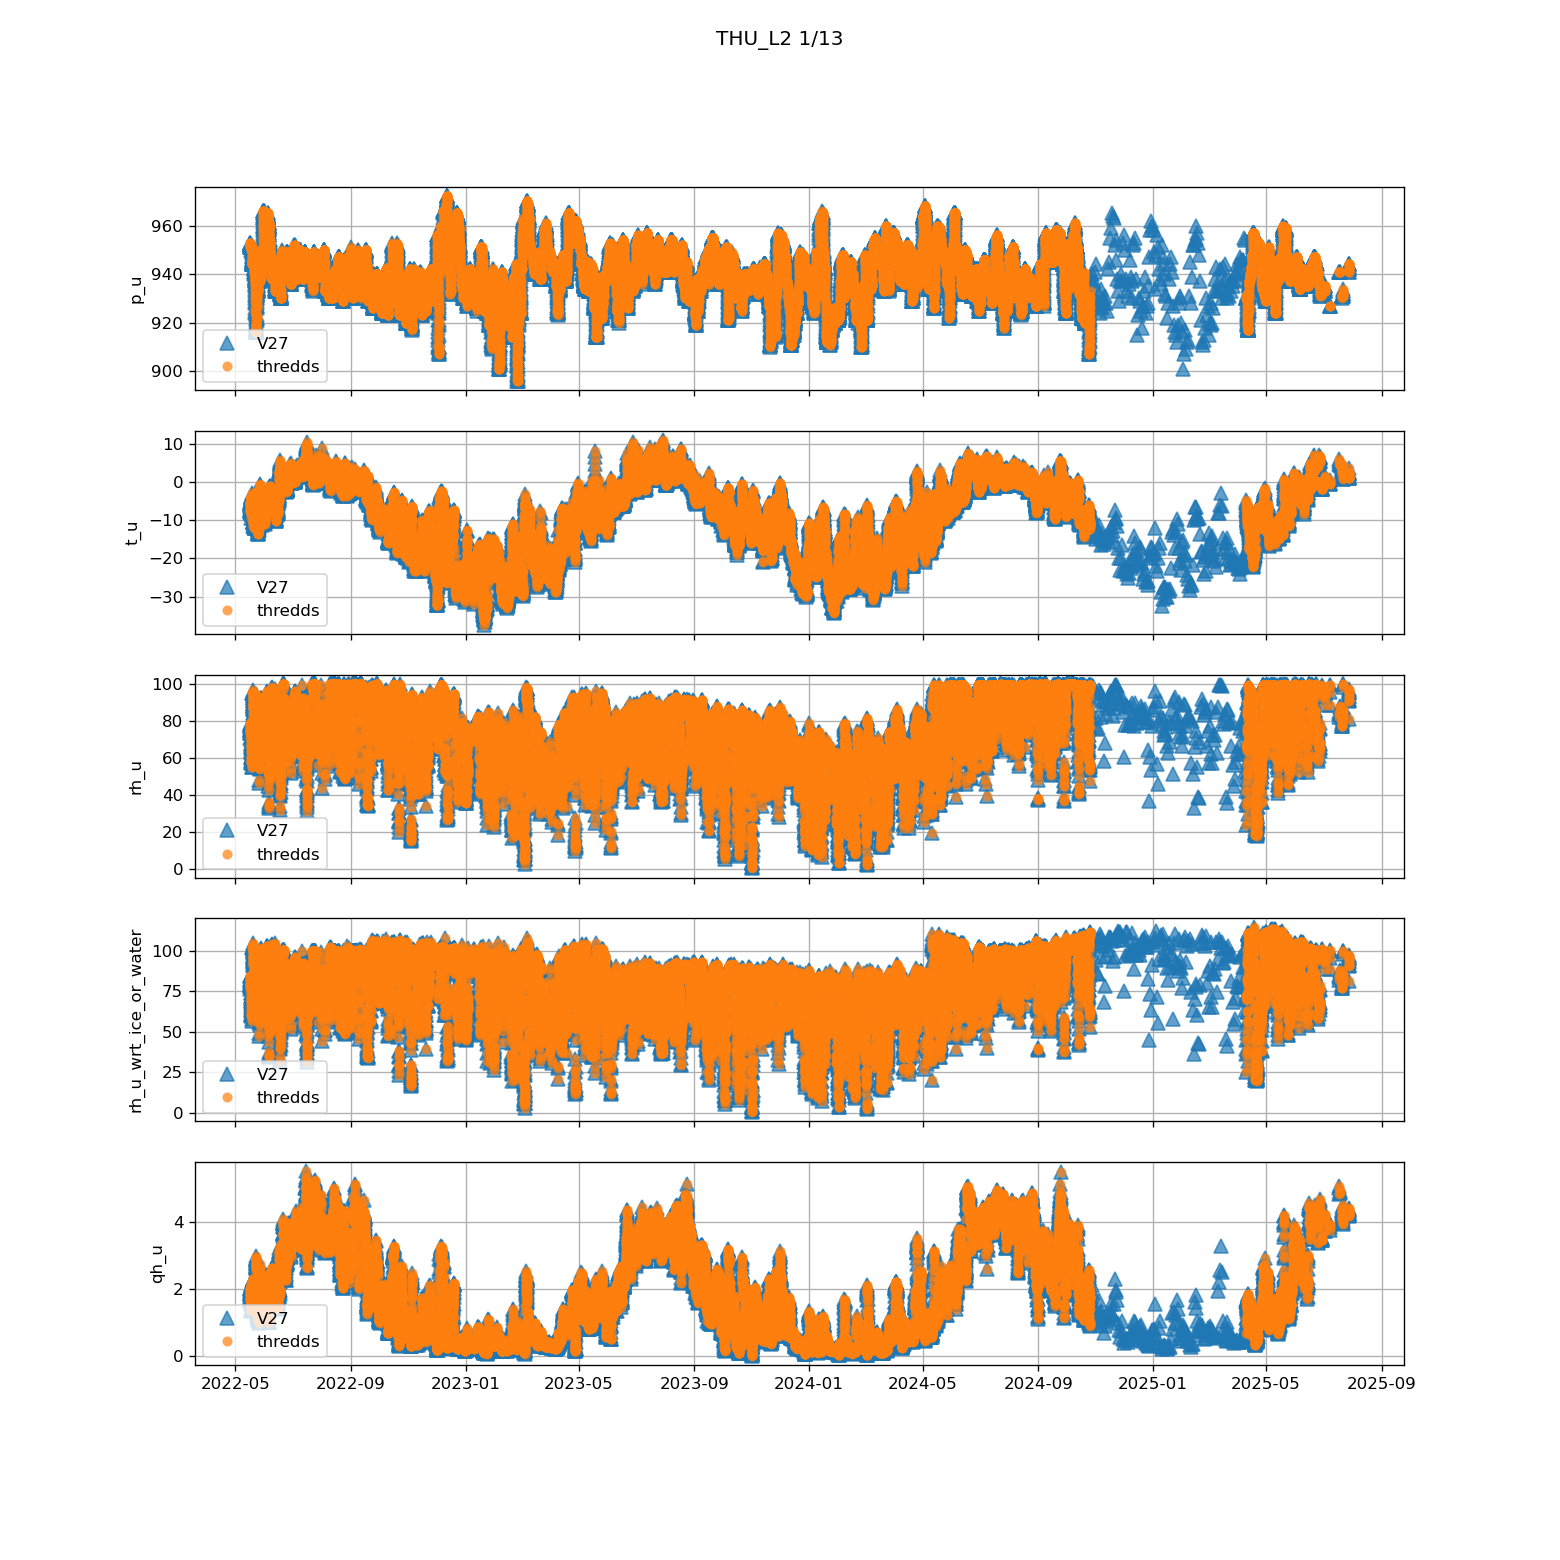 THU_L2 1/13
960
940
920
900
p_u
V27
thredds
10
0
−10
−20
−30
t_u
V27
thredds
100
80
60
40
20
0
rh_u
V27
thredds
100
75
50
25
0
rh_u_wrt_ice_or_water
V27
thredds
4
2
0
qh_u
V27
thredds
2022-05 2022-09 2023-01 2023-05 2023-09 2024-01 2024-05 2024-09 2025-01 2025-05 2025-09